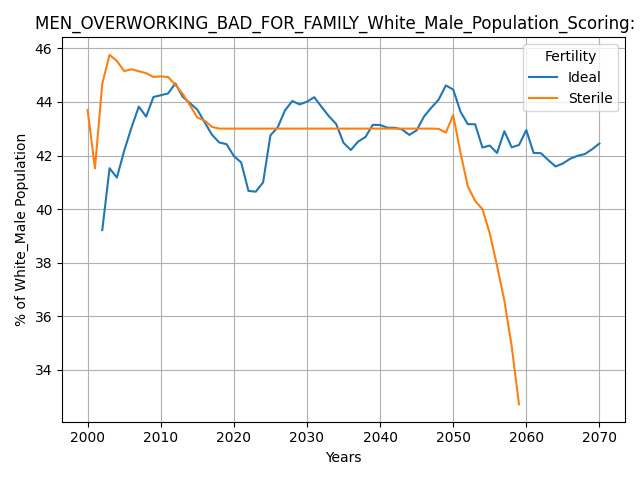 MEN_OVERWORKING_BAD_FOR_FAMILY_White_Male_Population_Scoring:
Fertility
Ideal
Sterile
% of White_Male Population
46
44
42
40
38
36
34
2000 2010 2020 2030 2040 2050 2060 2070
Years